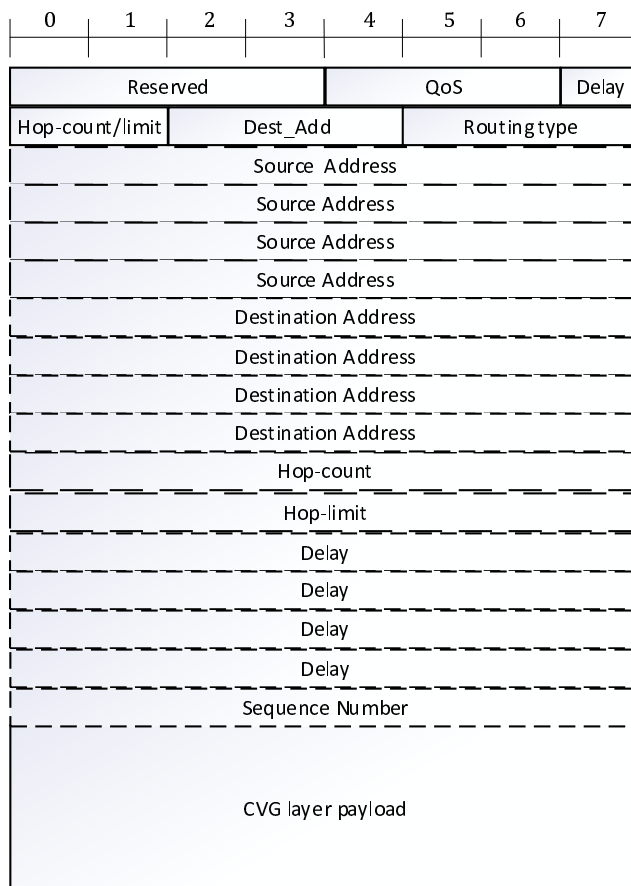 0 1 2 3 4 5 6 7
Reserved QoS Delay
Hop-count/limit Dest_Add Routing type
Source Address
Source Address
Source Address
Source Address
Destination Address
Destination Address
Destination Address
Destination Address
Hop-count
Hop-limit
Delay
Delay
Delay
Delay
Sequence Number
CVG layer payload